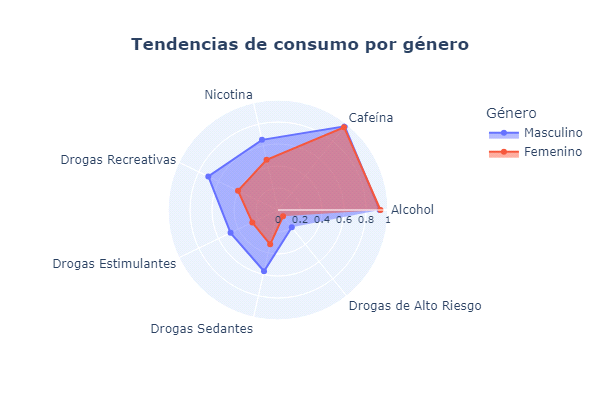 Tendencias de consumo por género
Género
Masculino
Femenino
Nicotina
Cafeína
Drogas Recreativas
Alcohol
0 0.2 0.4 0.6 0.8 1
Drogas Estimulantes
Drogas de Alto Riesgo
Drogas Sedantes